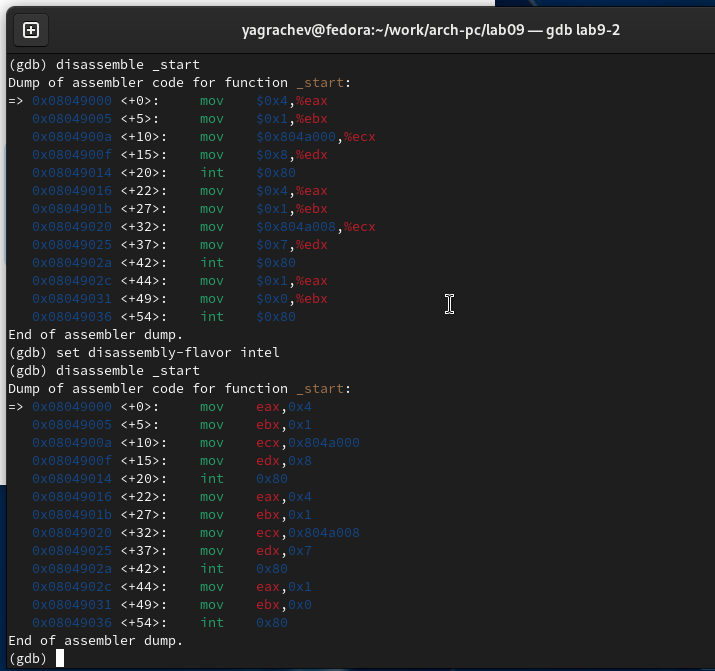 yagrachev@fedora:~/work/arch-pc/lab09 — gdb lab9-2
(gdb) disassemble _start
Dump of assembler code for function _start:
=> 0x08049000 <+0>:     mov    $0x4,%eax
   0x08049005 <+5>:     mov    $0x1,%ebx
   0x0804900a <+10>:    mov    $0x804a000,%ecx
   0x0804900f <+15>:    mov    $0x8,%edx
   0x08049014 <+20>:    int    $0x80
   0x08049016 <+22>:    mov    $0x4,%eax
   0x0804901b <+27>:    mov    $0x1,%ebx
   0x08049020 <+32>:    mov    $0x804a008,%ecx
   0x08049025 <+37>:    mov    $0x7,%edx
   0x0804902a <+42>:    int    $0x80
   0x0804902c <+44>:    mov    $0x1,%eax
   0x08049031 <+49>:    mov    $0x0,%ebx
   0x08049036 <+54>:    int    $0x80
End of assembler dump.
(gdb) set disassembly-flavor intel
(gdb) disassemble _start
Dump of assembler code for function _start:
=> 0x08049000 <+0>:     mov    eax,0x4
   0x08049005 <+5>:     mov    ebx,0x1
   0x0804900a <+10>:    mov    ecx,0x804a000
   0x0804900f <+15>:    mov    edx,0x8
   0x08049014 <+20>:    int    0x80
   0x08049016 <+22>:    mov    eax,0x4
   0x0804901b <+27>:    mov    ebx,0x1
   0x08049020 <+32>:    mov    ecx,0x804a008
   0x08049025 <+37>:    mov    edx,0x7
   0x0804902a <+42>:    int    0x80
   0x0804902c <+44>:    mov    eax,0x1
   0x08049031 <+49>:    mov    ebx,0x0
   0x08049036 <+54>:    int    0x80
End of assembler dump.
(gdb)